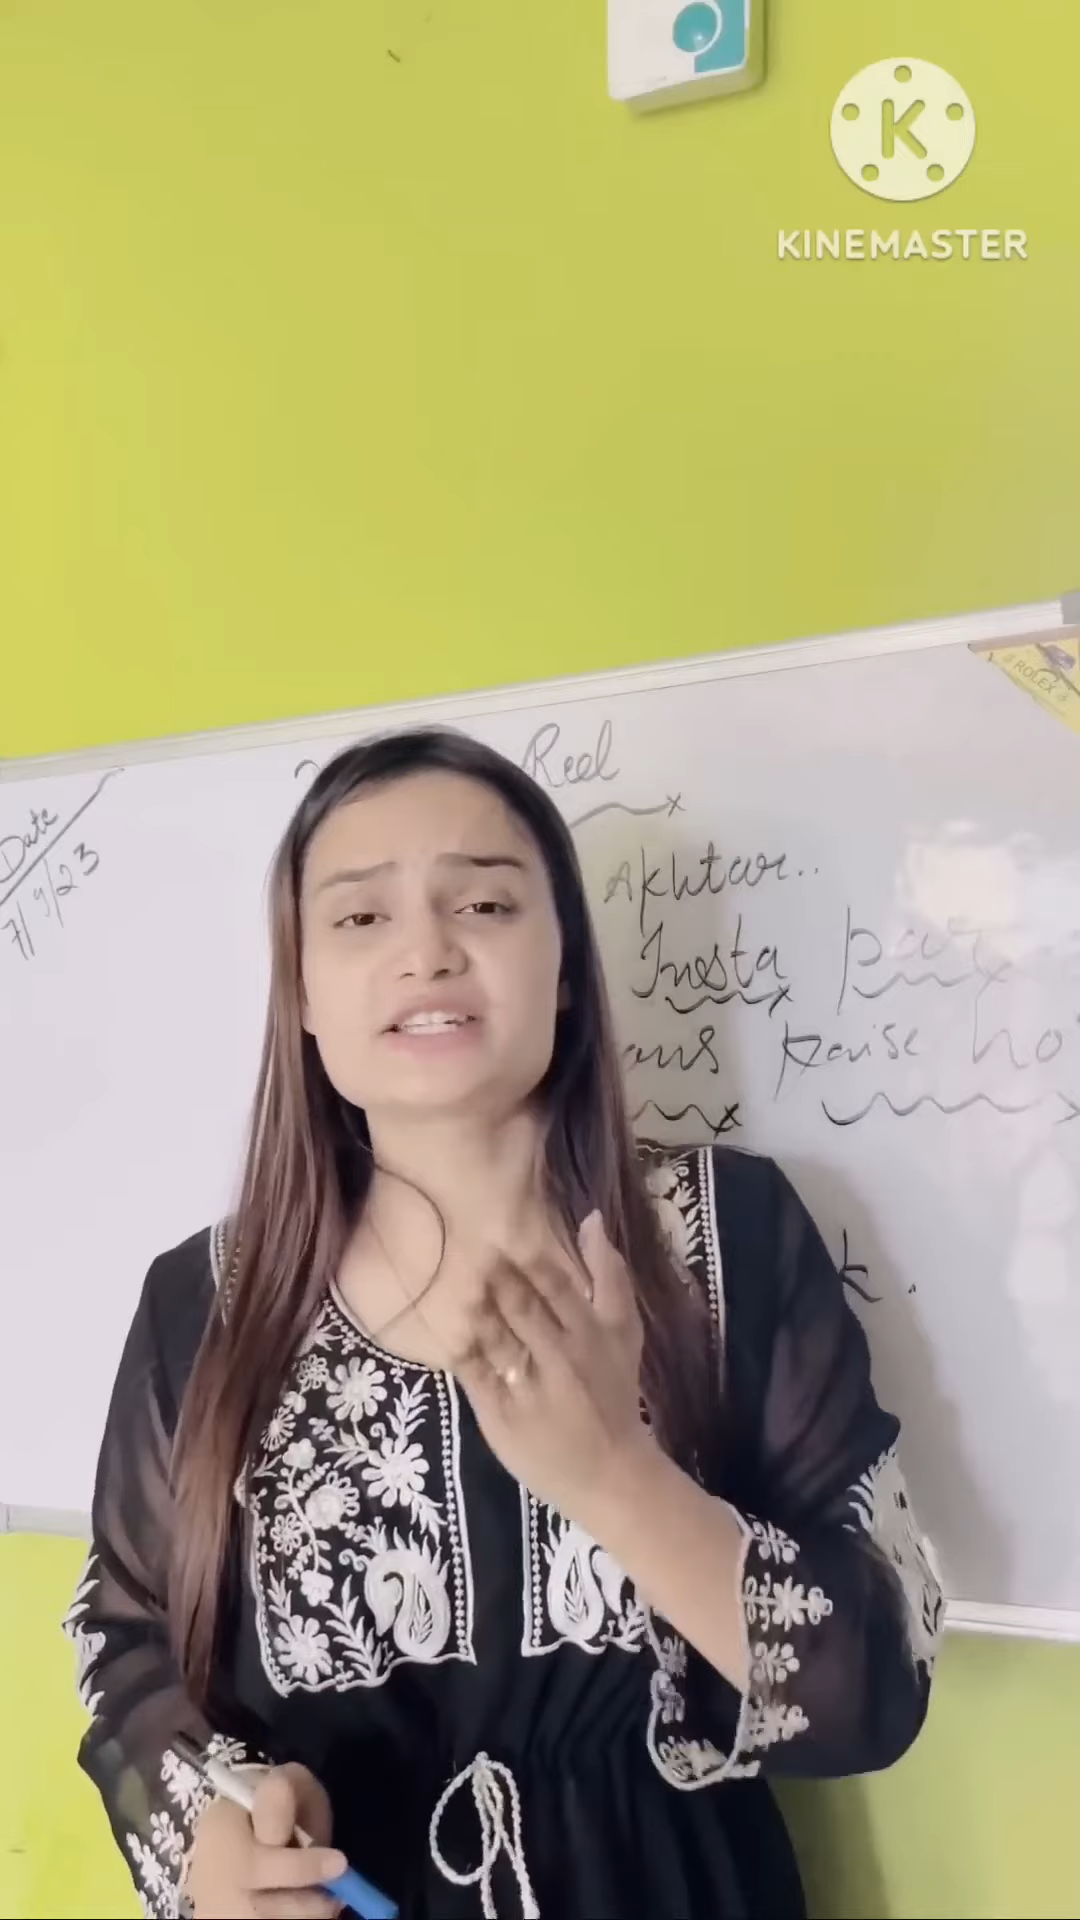 KINEMASTER
ROLEX
Reel
Date
7/9/23
Akhtar..
Insta par
kaise ho
k.